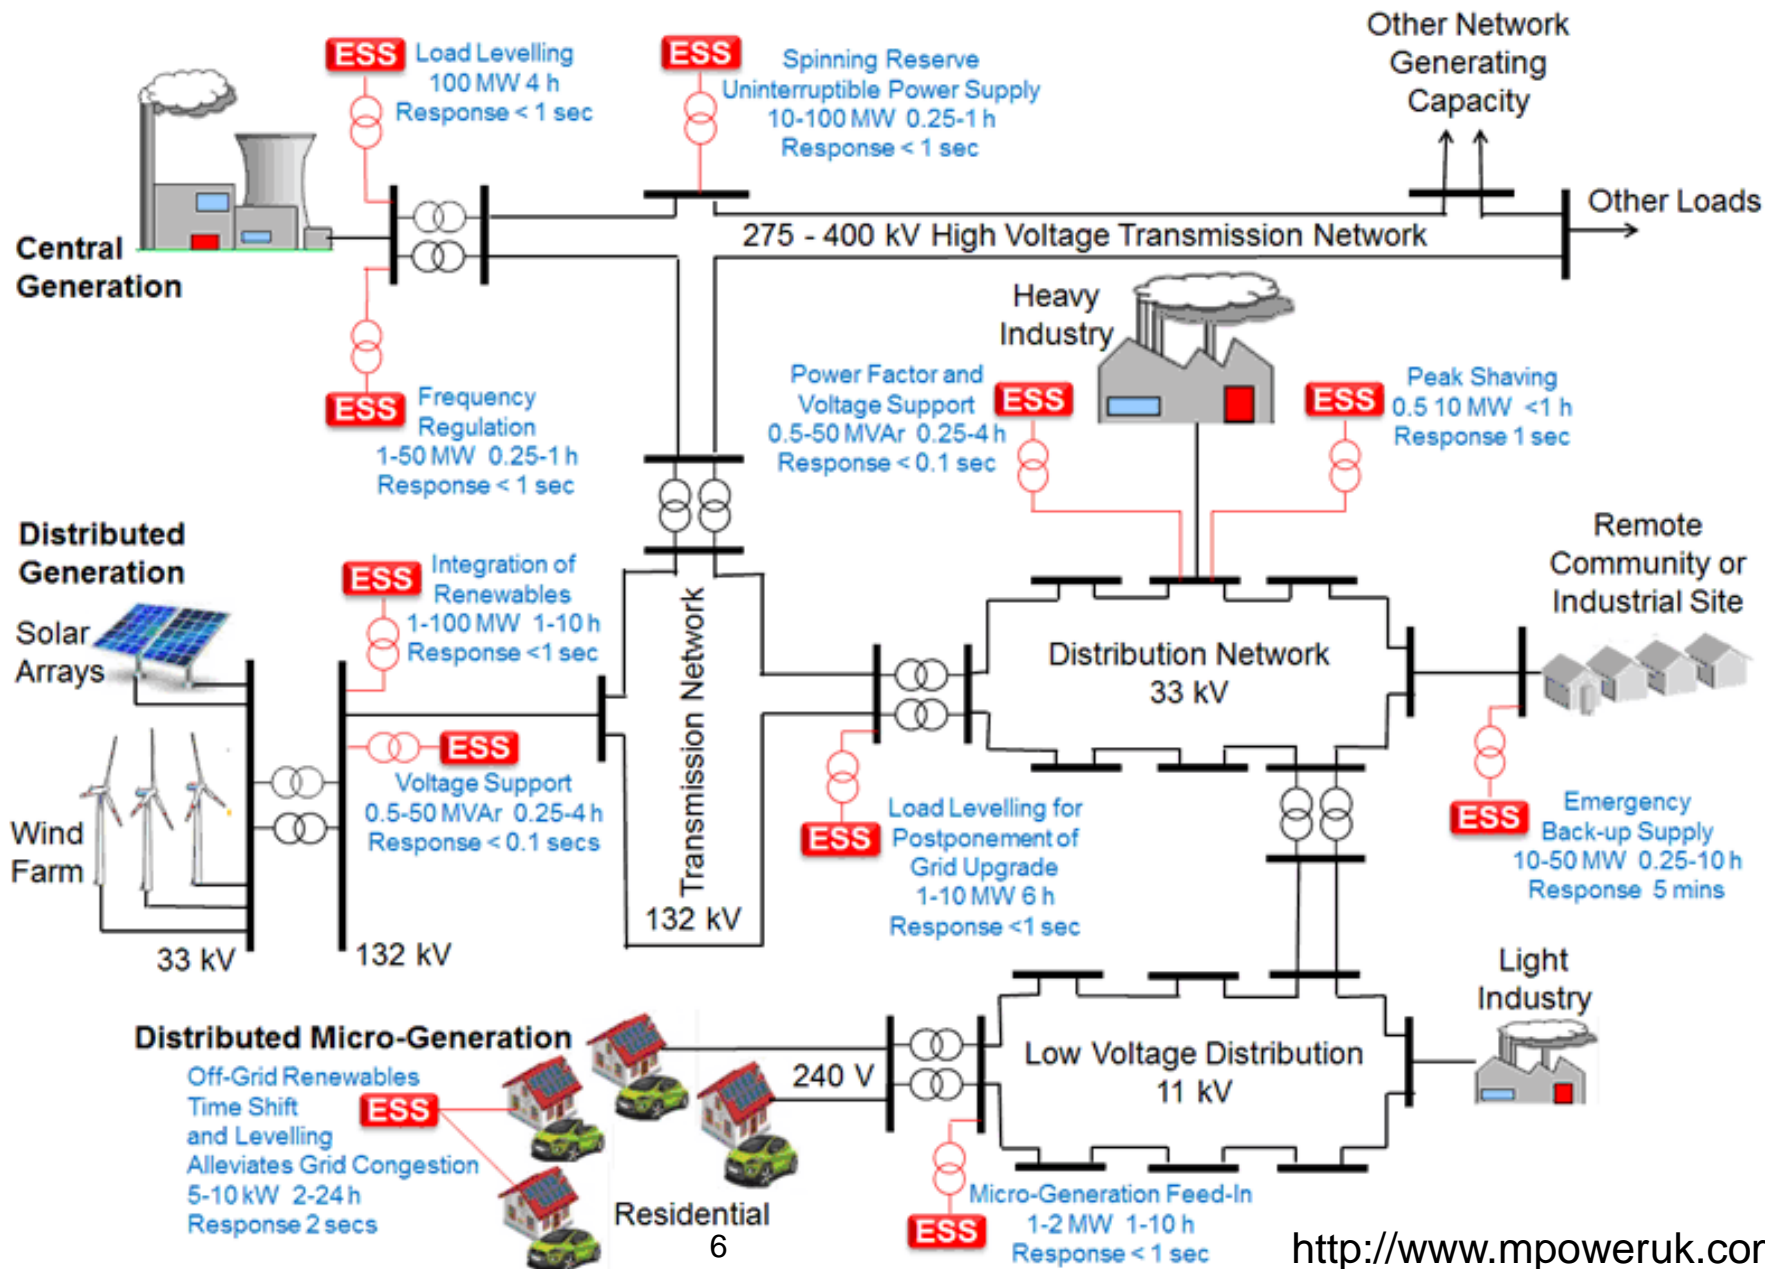 ESS
Load Levelling
100 MW 4 h
Response < 1 sec
ESS
Spinning Reserve
Uninterruptible Power Supply
10-100 MW 0.25-1 h
Response < 1 sec
Other Network
Generating
Capacity
Other Loads
275 - 400 kV High Voltage Transmission Network
Central
Generation
ESS
Frequency
Regulation
1-50 MW 0.25-1 h
Response < 1 sec
Heavy
Industry
Power Factor and
Voltage Support
0.5-50 MVAr 0.25-4 h
Response < 0.1 sec
ESS
ESS
Peak Shaving
0.5 10 MW <1 h
Response 1 sec
Distributed
Generation
Solar
Arrays
Wind
Farm
33 kV
132 kV
ESS
Integration of
Renewables
1-100 MW 1-10 h
Response <1 sec
ESS
Voltage Support
0.5-50 MVAr 0.25-4 h
Response < 0.1 secs
Transmission Network
132 kV
Distribution Network
33 kV
Remote
Community or
Industrial Site
ESS
Load Levelling for
Postponement of
Grid Upgrade
1-10 MW 6 h
Response <1 sec
ESS
Emergency
Back-up Supply
10-50 MW 0.25-10 h
Response 5 mins
Light
Industry
Low Voltage Distribution
11 kV
240 V
Distributed Micro-Generation
Off-Grid Renewables
Time Shift
and Levelling
Alleviates Grid Congestion
5-10 kW 2-24 h
Response 2 secs
ESS
Residential
6
ESS
Micro-Generation Feed-In
1-2 MW 1-10 h
Response < 1 sec
http://www.mpoweruk.com